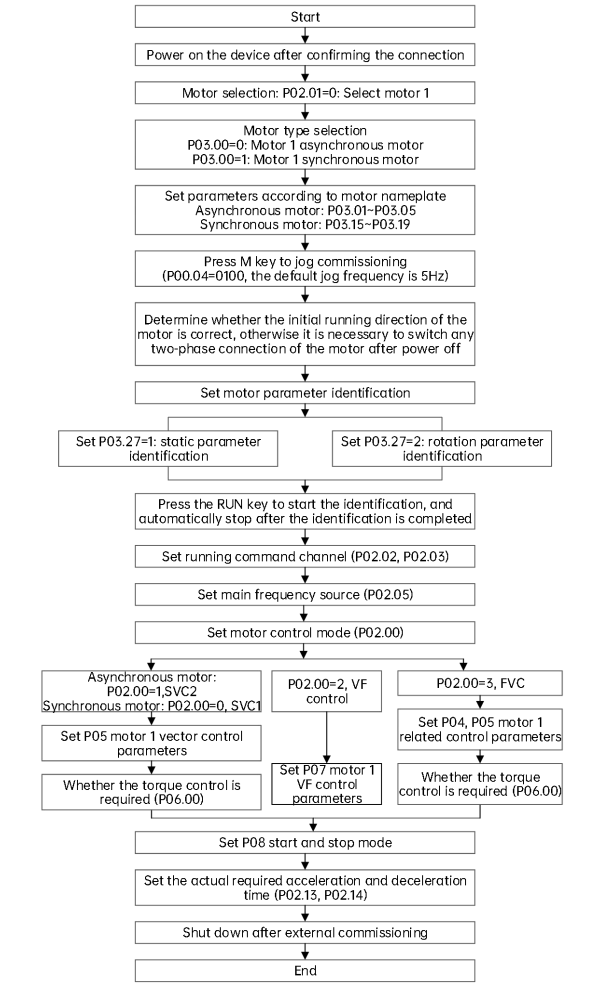 Start
Power on the device after confirming the connection
Motor selection: P02.01=0: Select motor 1
Motor type selection
P03.00=0: Motor 1 asynchronous motor
P03.00=1: Motor 1 synchronous motor
Set parameters according to motor nameplate
Asynchronous motor: P03.01~P03.05
Synchronous motor: P03.15~P03.19
Press M key to jog commissioning
(P00.04=0100, the default jog frequency is 5Hz)
Determine whether the initial running direction of the
motor is correct, otherwise it is necessary to switch any
two-phase connection of the motor after power off
Set motor parameter identification
Set P03.27=1: static parameter
identification
Set P03.27=2: rotation parameter
identification
Press the RUN key to start the identification, and
automatically stop after the identification is completed
Set running command channel (P02.02, P02.03)
Set main frequency source (P02.05)
Set motor control mode (P02.00)
Asynchronous motor:
P02.00=1,SVC2
Synchronous motor: P02.00=0, SVC1
Set P05 motor 1 vector control
parameters
Whether the torque control is
required (P06.00)
P02.00=2, VF
control
Set P07 motor 1
VF control
parameters
P02.00=3, FVC
Set P04, P05 motor 1
related control parameters
Whether the torque
control is required (P06.00)
Set P08 start and stop mode
Set the actual required acceleration and deceleration
time (P02.13, P02.14)
Shut down after external commissioning
End